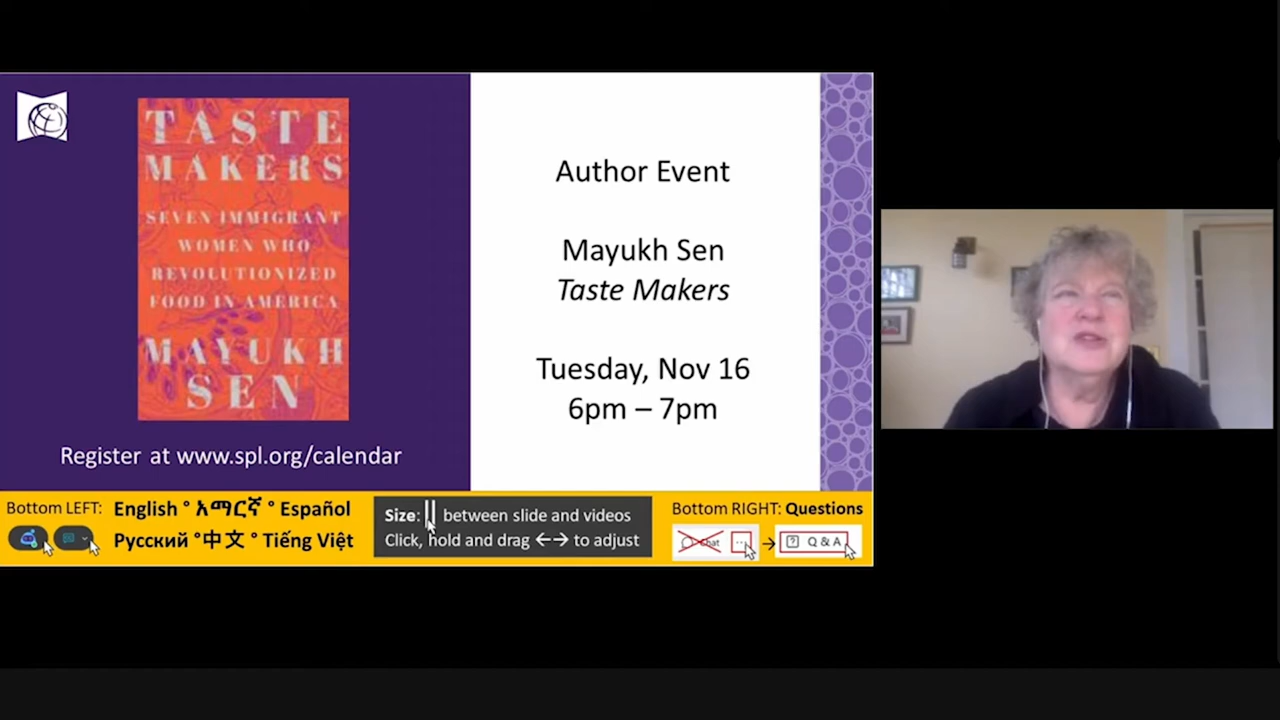 TASTE
MAKERS
SEVEN IMMIGRANT
WOMEN WHO
REVOLUTIONIZED
FOOD IN AMERICA
MAYUKH
SEN
Register at www.spl.org/calendar
Author Event
Mayukh Sen
Taste Makers
Tuesday, Nov 16
6pm – 7pm
Bottom LEFT: English ° አማርኛ ° Español
Русский °中文 ° Tiếng Việt
Size: || between slide and videos
Click, hold and drag ←→ to adjust
Bottom RIGHT: Questions
Chat ... → ? Q & A